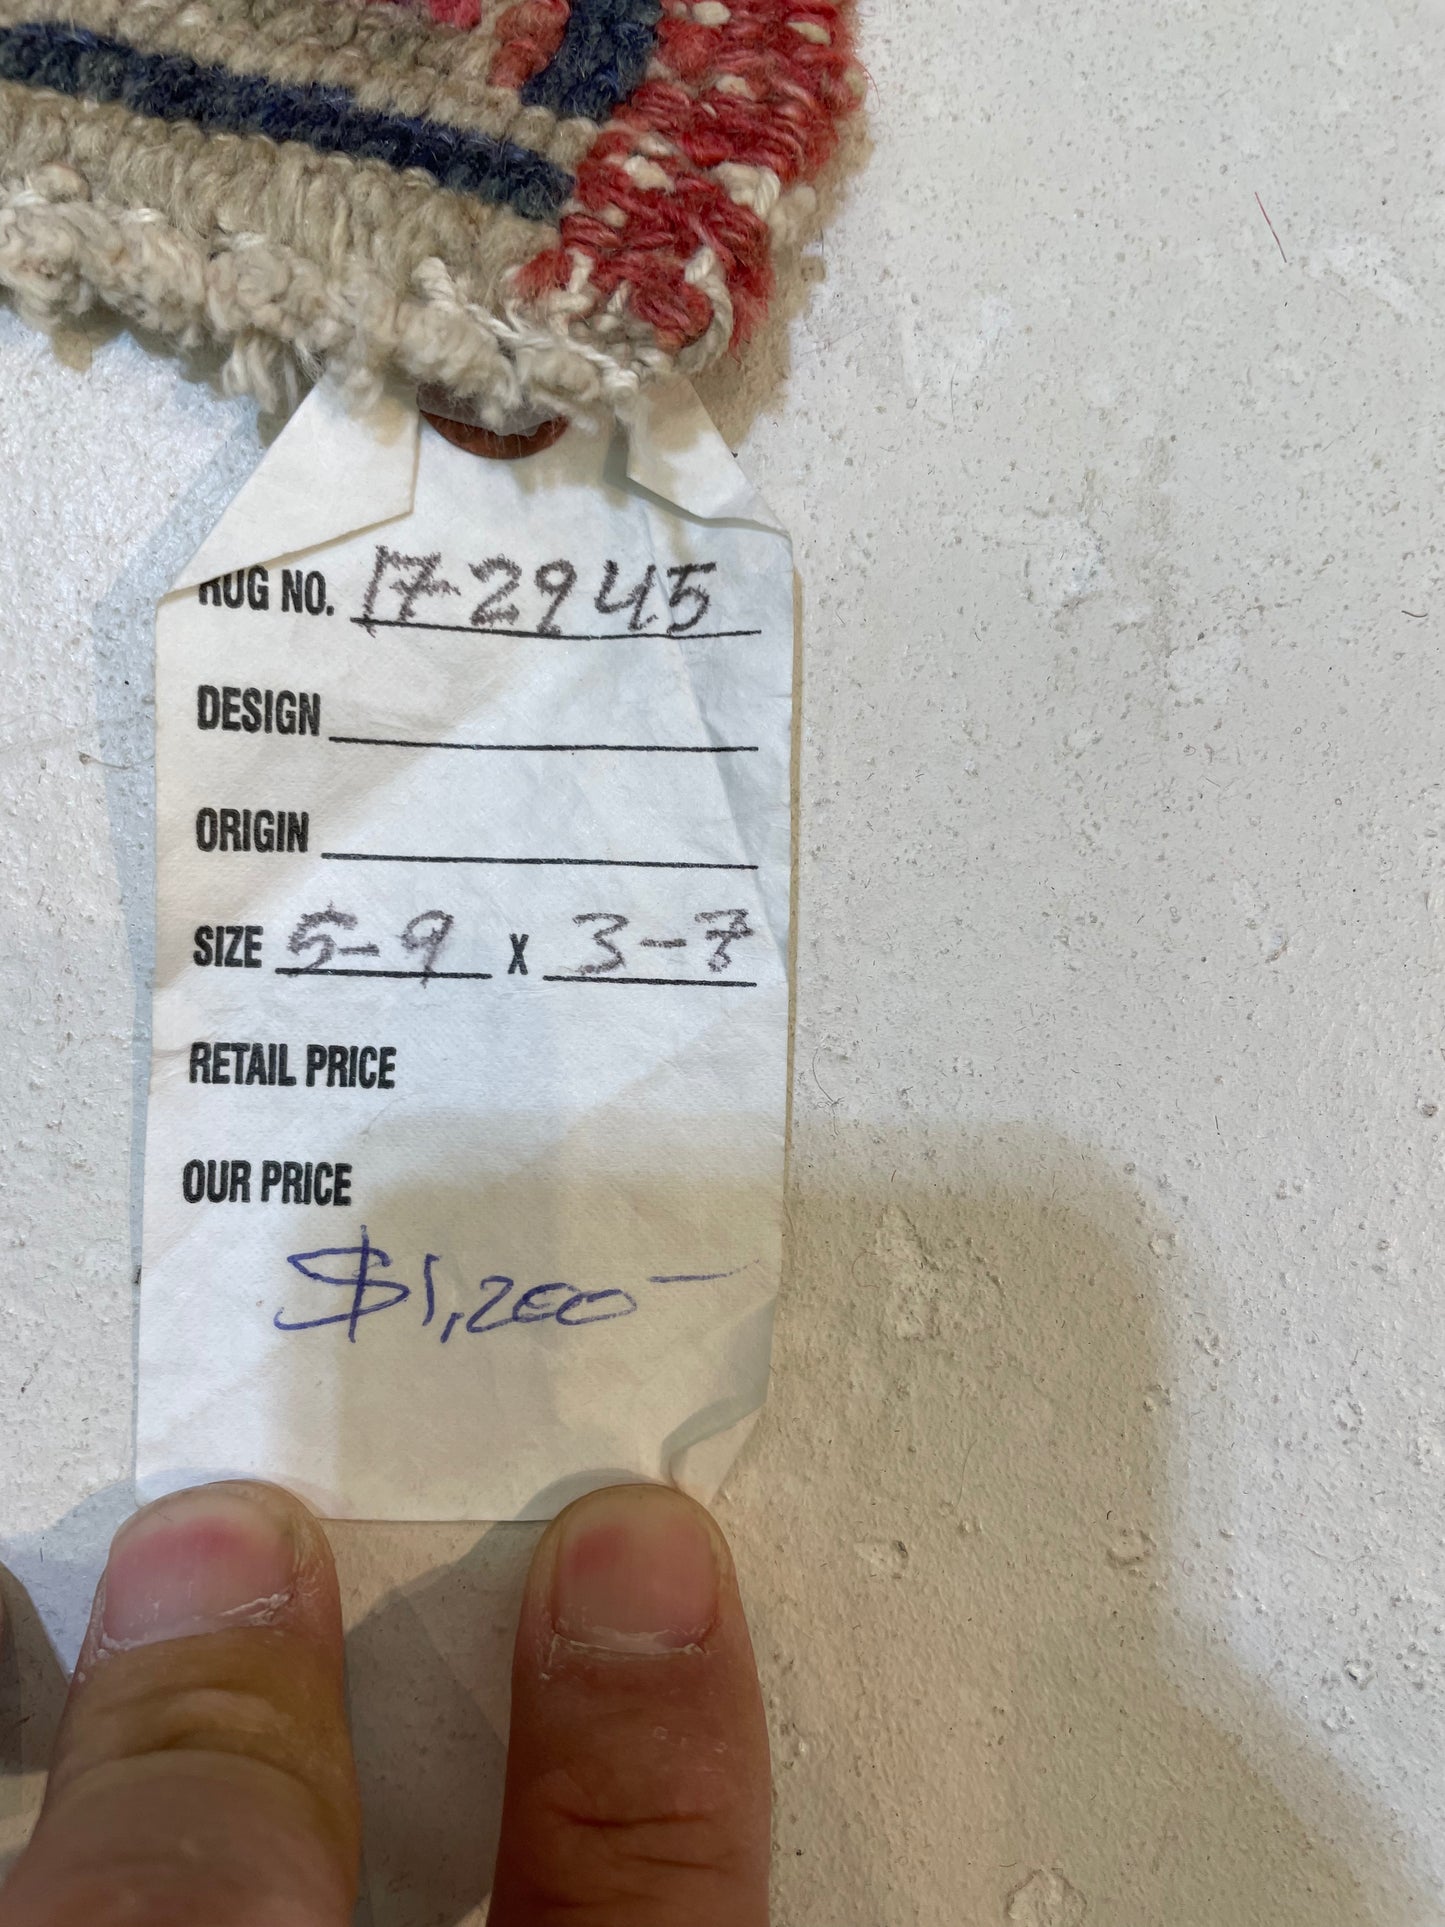 RUG NO. 17-2945
DESIGN
ORIGIN
SIZE 5-9 X 3-7
RETAIL PRICE
OUR PRICE
$1,200-